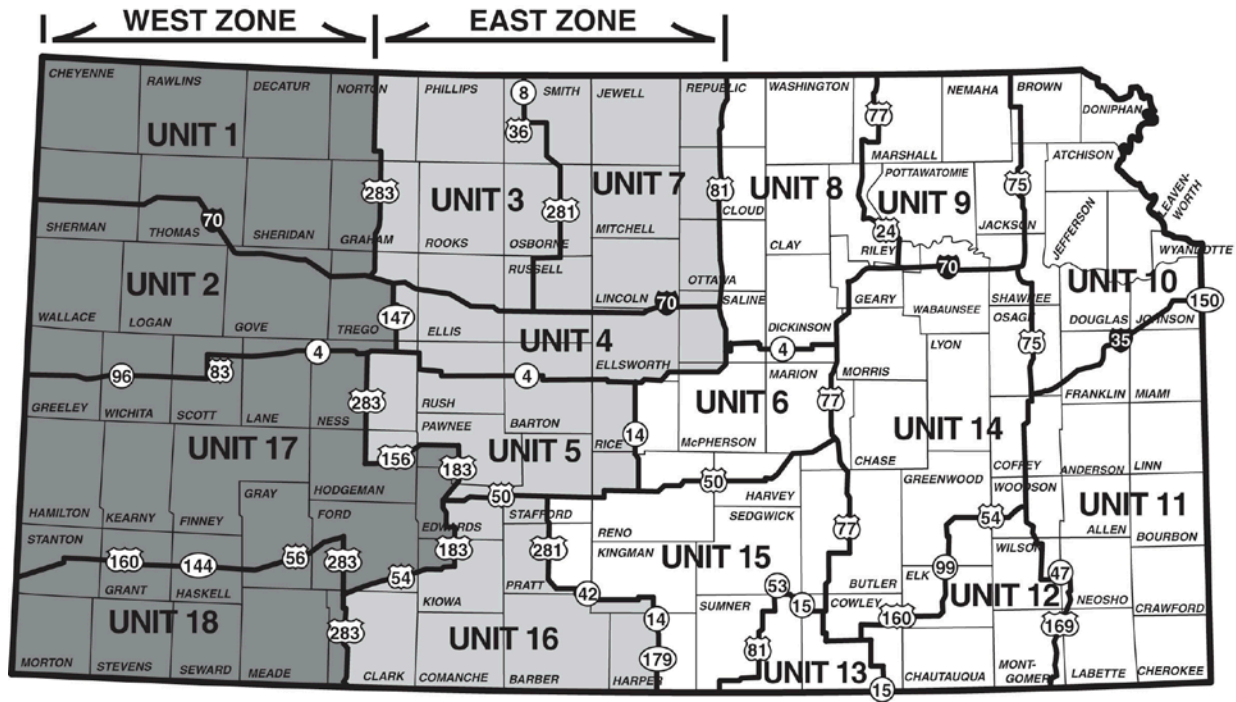 WEST ZONE EAST ZONE
CHEYENNE RAWLINS DECATUR NORTON PHILLIPS 8 SMITH JEWELL REPUBLIC WASHINGTON NEMAHA BROWN
DONIPHAN
UNIT 1 36 77
MARSHALL ATCHISON
283 UNIT 3 UNIT 7 81 UNIT 8 POTTAWATOMIE 75 LEAVEN-
WORTH
UNIT 9
281 CLOUD
SHERMAN THOMAS 70 SHERIDAN GRAHAM ROOKS OSBORNE MITCHELL CLAY 24 RILEY JACKSON JEFFERSON WYANDOTTE
RUSSELL 70
UNIT 2 OTTAWA UNIT 10
LINCOLN 70 SALINE GEARY WABAUNSEE SHAWNEE 150
WALLACE LOGAN GOVE TREGO 147 ELLIS DICKINSON OSAGE DOUGLAS JOHNSON
UNIT 4 LYON 75 35
96 83 4 4 ELLSWORTH 4 MARION MORRIS
GREELEY WICHITA SCOTT LANE NESS 283 RUSH UNIT 6 77 FRANKLIN MIAMI
PAWNEE BARTON RICE 14 McPHERSON UNIT 14
UNIT 17 156 183 UNIT 5 CHASE COFFEY ANDERSON LINN
HAMILTON KEARNY FINNEY GRAY HODGEMAN 50 50 HARVEY GREENWOOD WOODSON UNIT 11
FORD EDWARDS STAFFORD RENO SEDGWICK 77 54 ALLEN BOURBON
STANTON 160 144 56 283 183 281 KINGMAN UNIT 15 WILSON
GRANT HASKELL 54 PRATT 42 53 BUTLER ELK 99 UNIT 12 47 NEOSHO
UNIT 18 KIOWA UNIT 16 14 SUMNER 15 COWLEY 160 169 CRAWFORD
283 179 81 UNIT 13
MORTON STEVENS SEWARD MEADE CLARK COMANCHE BARBER HARPER 15 CHAUTAUQUA MONT-
GOMERY LABETTE CHEROKEE